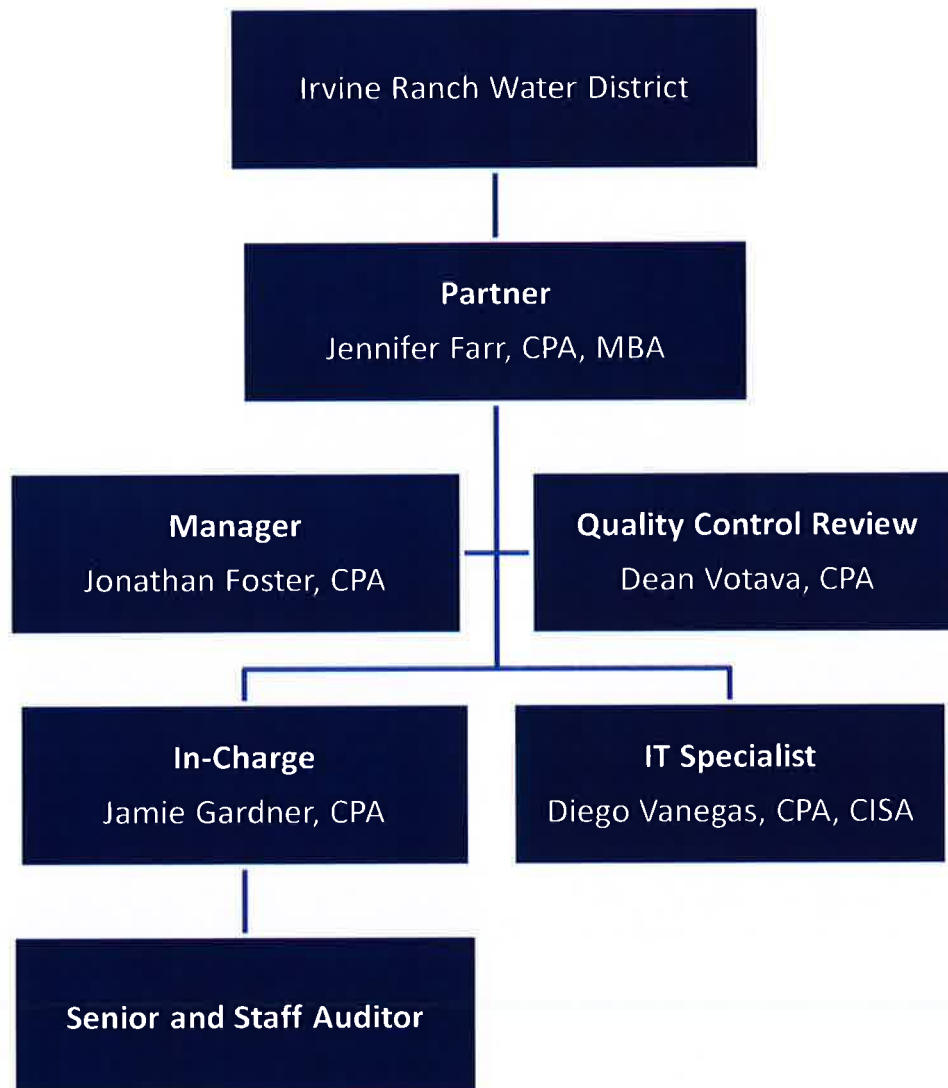 Irvine Ranch Water District
Partner
Jennifer Farr, CPA, MBA
Manager
Jonathan Foster, CPA
Quality Control Review
Dean Votava, CPA
In-Charge
Jamie Gardner, CPA
IT Specialist
Diego Vanegas, CPA, CISA
Senior and Staff Auditor